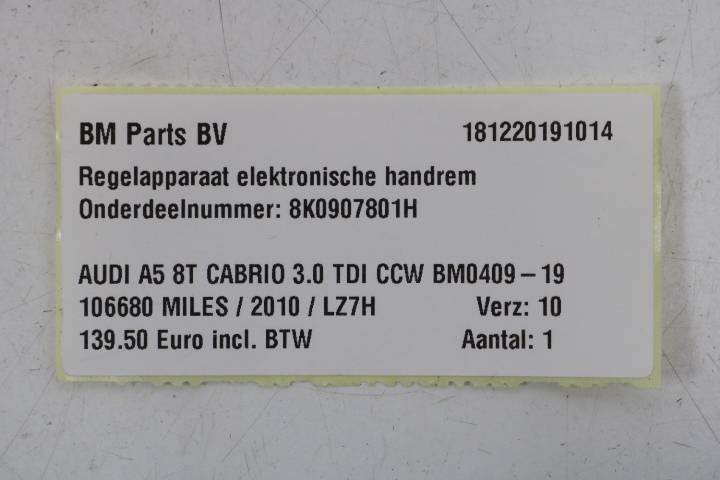 BM Parts BV 181220191014
Regelapparaat elektronische handrem
Onderdeelnummer: 8K0907801H
AUDI A5 8T CABRIO 3.0 TDI CCW BM0409 – 19
106680 MILES / 2010 / LZ7H Verz: 10
139.50 Euro incl. BTW Aantal: 1